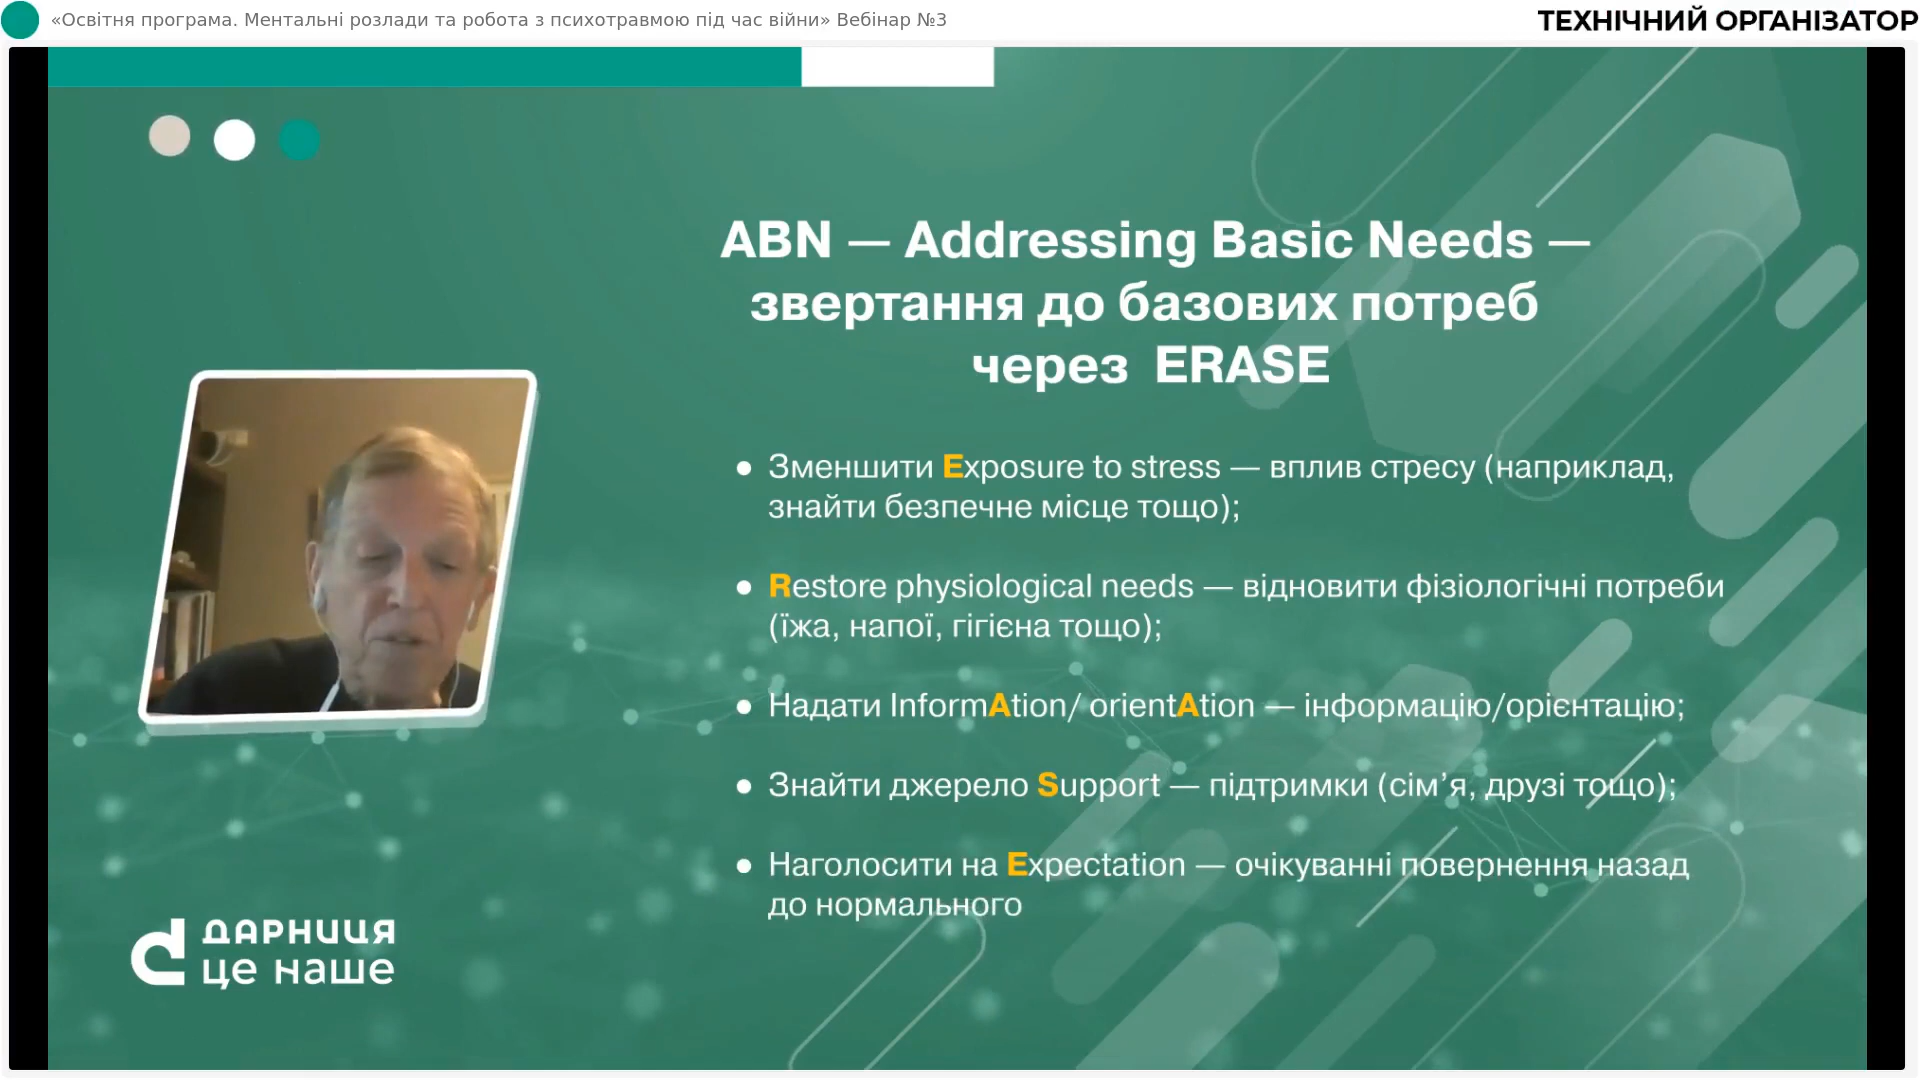 «Освітня програма. Ментальні розлади та робота з психотравмою під час війни» Вебінар №3
ТЕХНІЧНИЙ ОРГАНІЗАТОР
ABN — Addressing Basic Needs —
звертання до базових потреб
через ERASE
● Зменшити Exposure to stress — вплив стресу (наприклад,
знайти безпечне місце тощо);
● Restore physiological needs — відновити фізіологічні потреби
(їжа, напої, гігієна тощо);
● Надати InformAtion/ orientAtion — інформацію/орієнтацію;
● Знайти джерело Support — підтримки (сім’я, друзі тощо);
● Наголосити на Expectation — очікуванні повернення назад
до нормального
ДАРНИЦЯ
це наше